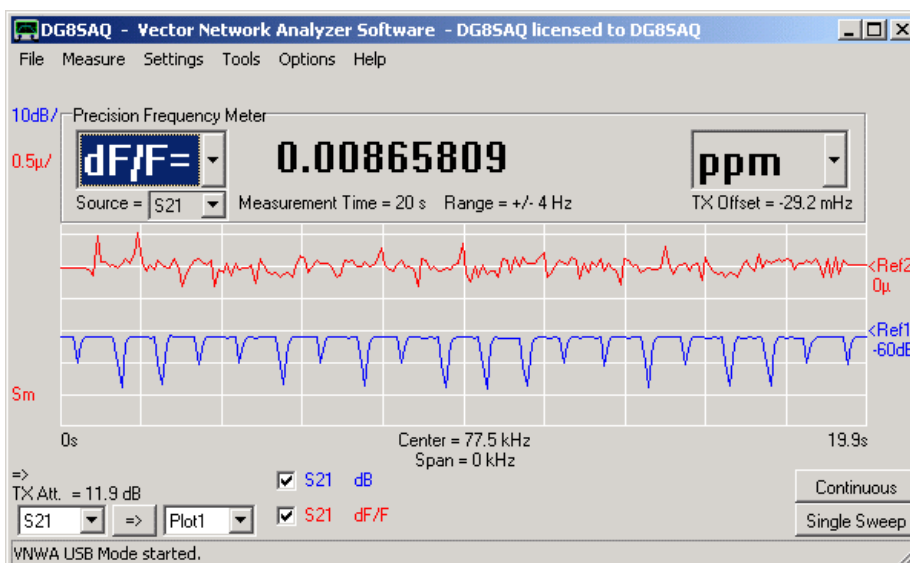 DG8SAQ - Vector Network Analyzer Software - DG8SAQ licensed to DG8SAQ
File Measure Settings Tools Options Help
10dB/
Precision Frequency Meter
0.5µ/
dF/F= 0.00865809 ppm
Source = S21 Measurement Time = 20 s Range = +/- 4 Hz TX Offset = -29.2 mHz
<Ref2
0µ
<Ref1
-60dB
Sm
0s Center = 77.5 kHz 19.9s
Span = 0 kHz
=>
TX Att. = 11.9 dB
S21 dB
Continuous
S21 => Plot1
S21 dF/F
Single Sweep
VNWA USB Mode started.